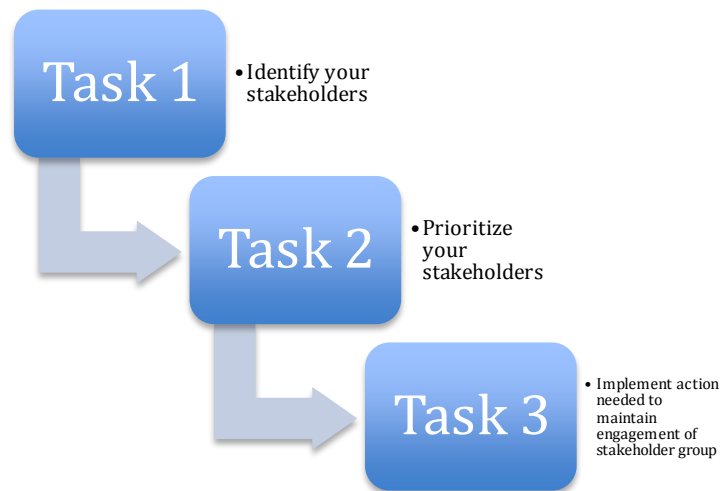 Task 1
• Identify your
stakeholders
Task 2
• Prioritize
your
stakeholders
Task 3
• Implement action
needed to
maintain
engagement of
stakeholder group